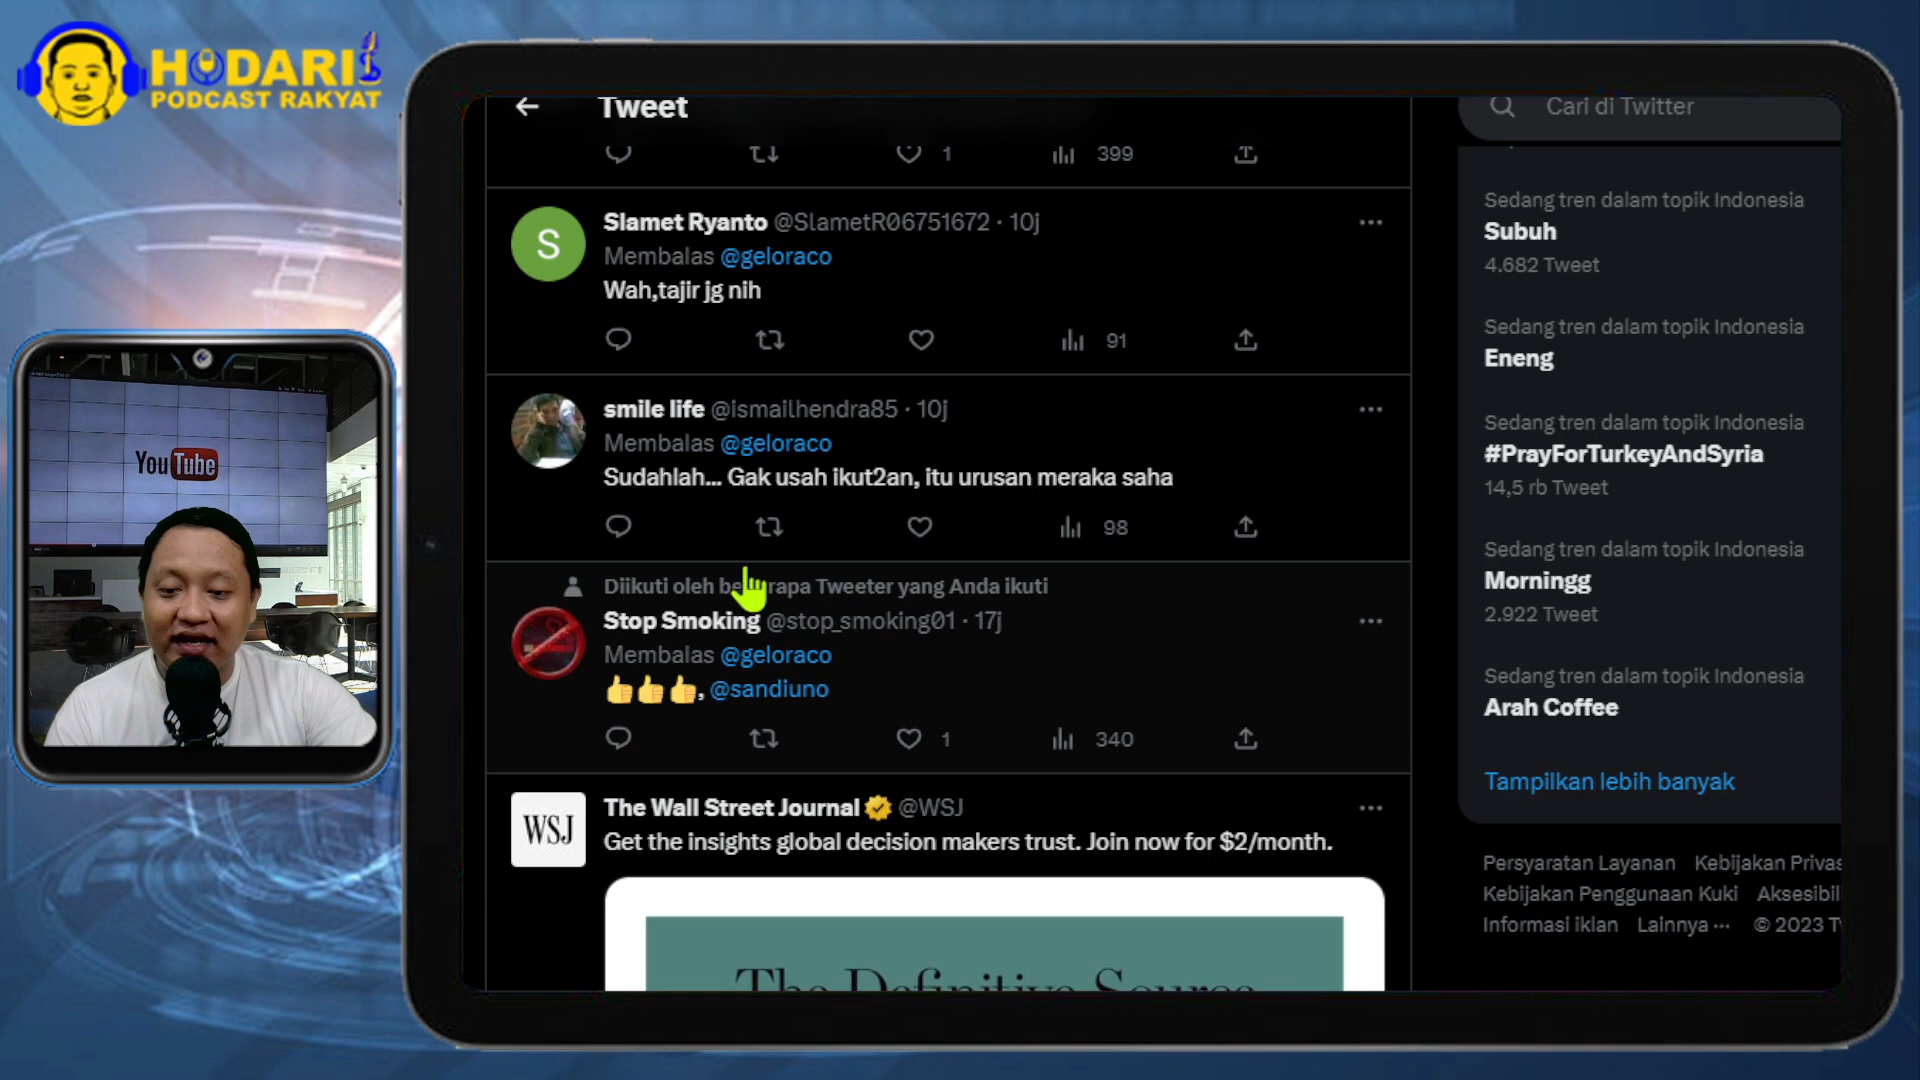 HODARI
PODCAST RAKYAT
YouTube
Tweet
1
399
Slamet Ryanto @SlametR06751672 · 10j
Membalas @geloraco
Wah,tajir jg nih
91
smile life @ismailhendra85 · 10j
Membalas @geloraco
Sudahlah... Gak usah ikut2an, itu urusan meraka saha
98
Diikuti oleh be rapa Tweeter yang Anda ikuti
Stop Smoking @stop_smoking01 · 17j
Membalas @geloraco
👍👍👍, @sandiuno
1
340
WSJ
The Wall Street Journal @WSJ
Get the insights global decision makers trust. Join now for $2/month.
The Definitive Source
Cari di Twitter
Sedang tren dalam topik Indonesia
Subuh
4.682 Tweet
Sedang tren dalam topik Indonesia
Eneng
Sedang tren dalam topik Indonesia
#PrayForTurkeyAndSyria
14,5 rb Tweet
Sedang tren dalam topik Indonesia
Morningg
2.922 Tweet
Sedang tren dalam topik Indonesia
Arah Coffee
Tampilkan lebih banyak
Persyaratan Layanan Kebijakan Privas
Kebijakan Penggunaan Kuki Aksesibil
Informasi iklan Lainnya ··· © 2023 Tw